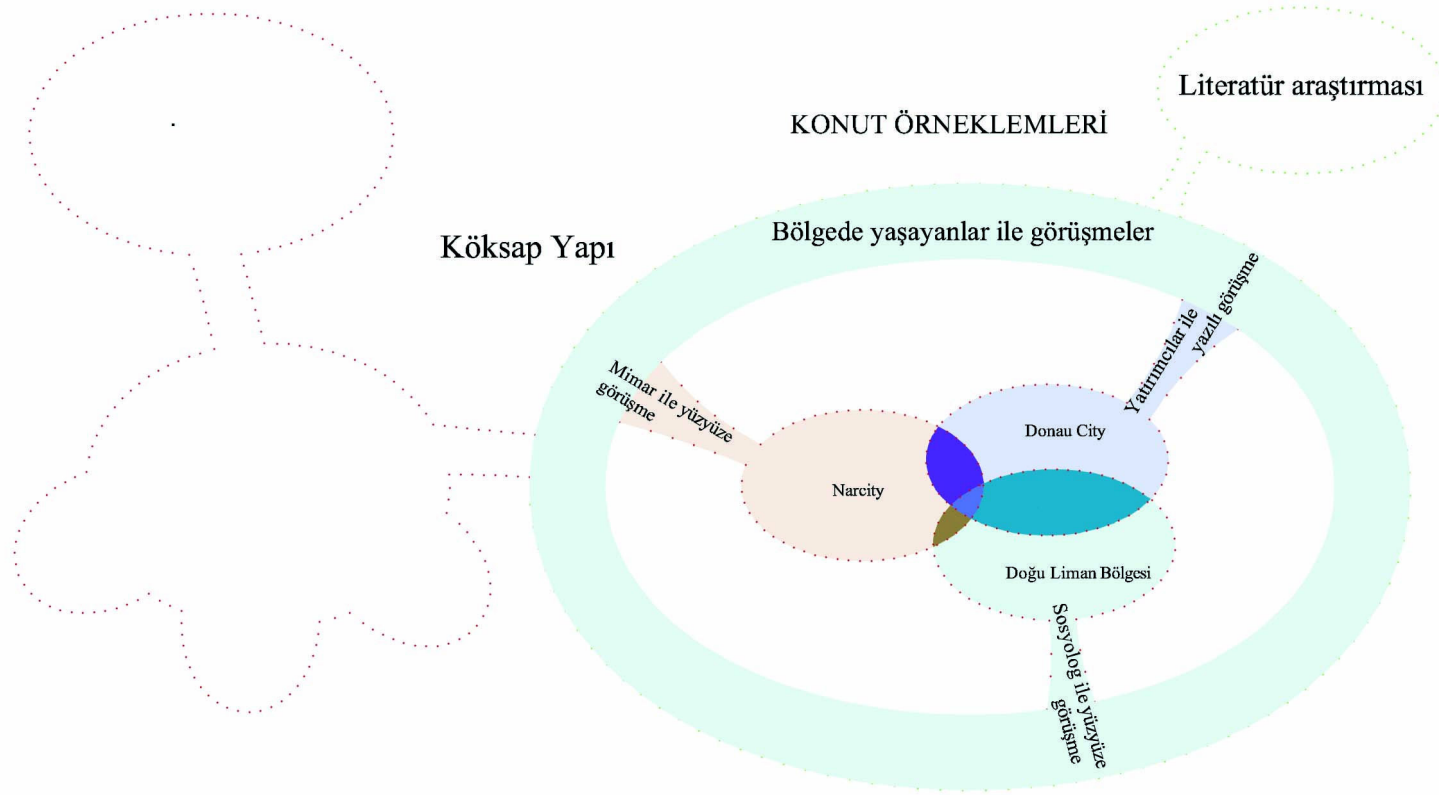 Literatür araştırması
KONUT ÖRNEKLEMLERİ
Köksap Yapı
Bölgede yaşayanlar ile görüşmeler
Yatirımcılar ile
yazılı görüşme
Mimar ile yüzyüze
görüşme
Donau City
Narcity
Doğu Liman Bölgesi
Sosyolog ile yüzyüze
görüşme